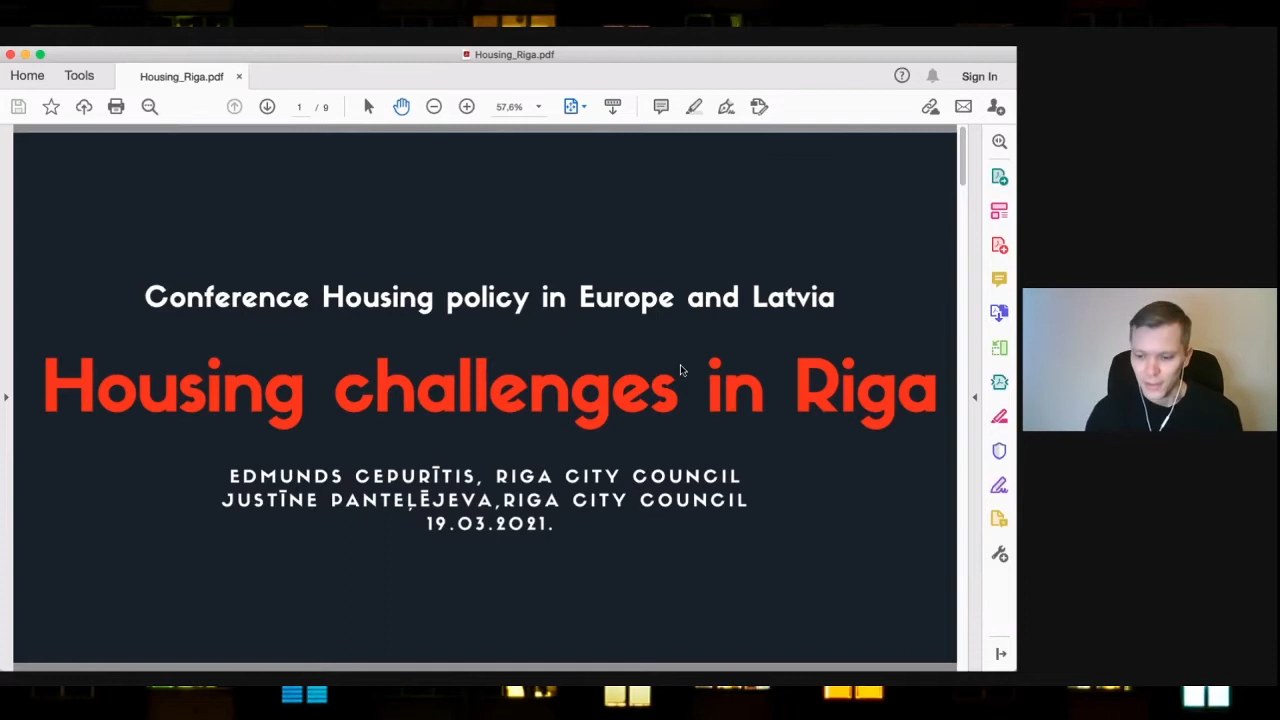 Housing_Riga.pdf
Home
Tools
Housing_Riga.pdf
×
Sign In
1 / 9
57,6%
Conference Housing policy in Europe and Latvia
Housing challenges in Riga
EDMUNDS CEPURĪTIS, RIGA CITY COUNCIL
JUSTĪNE PANTEĻĒJEVA,RIGA CITY COUNCIL
19.03.2021.